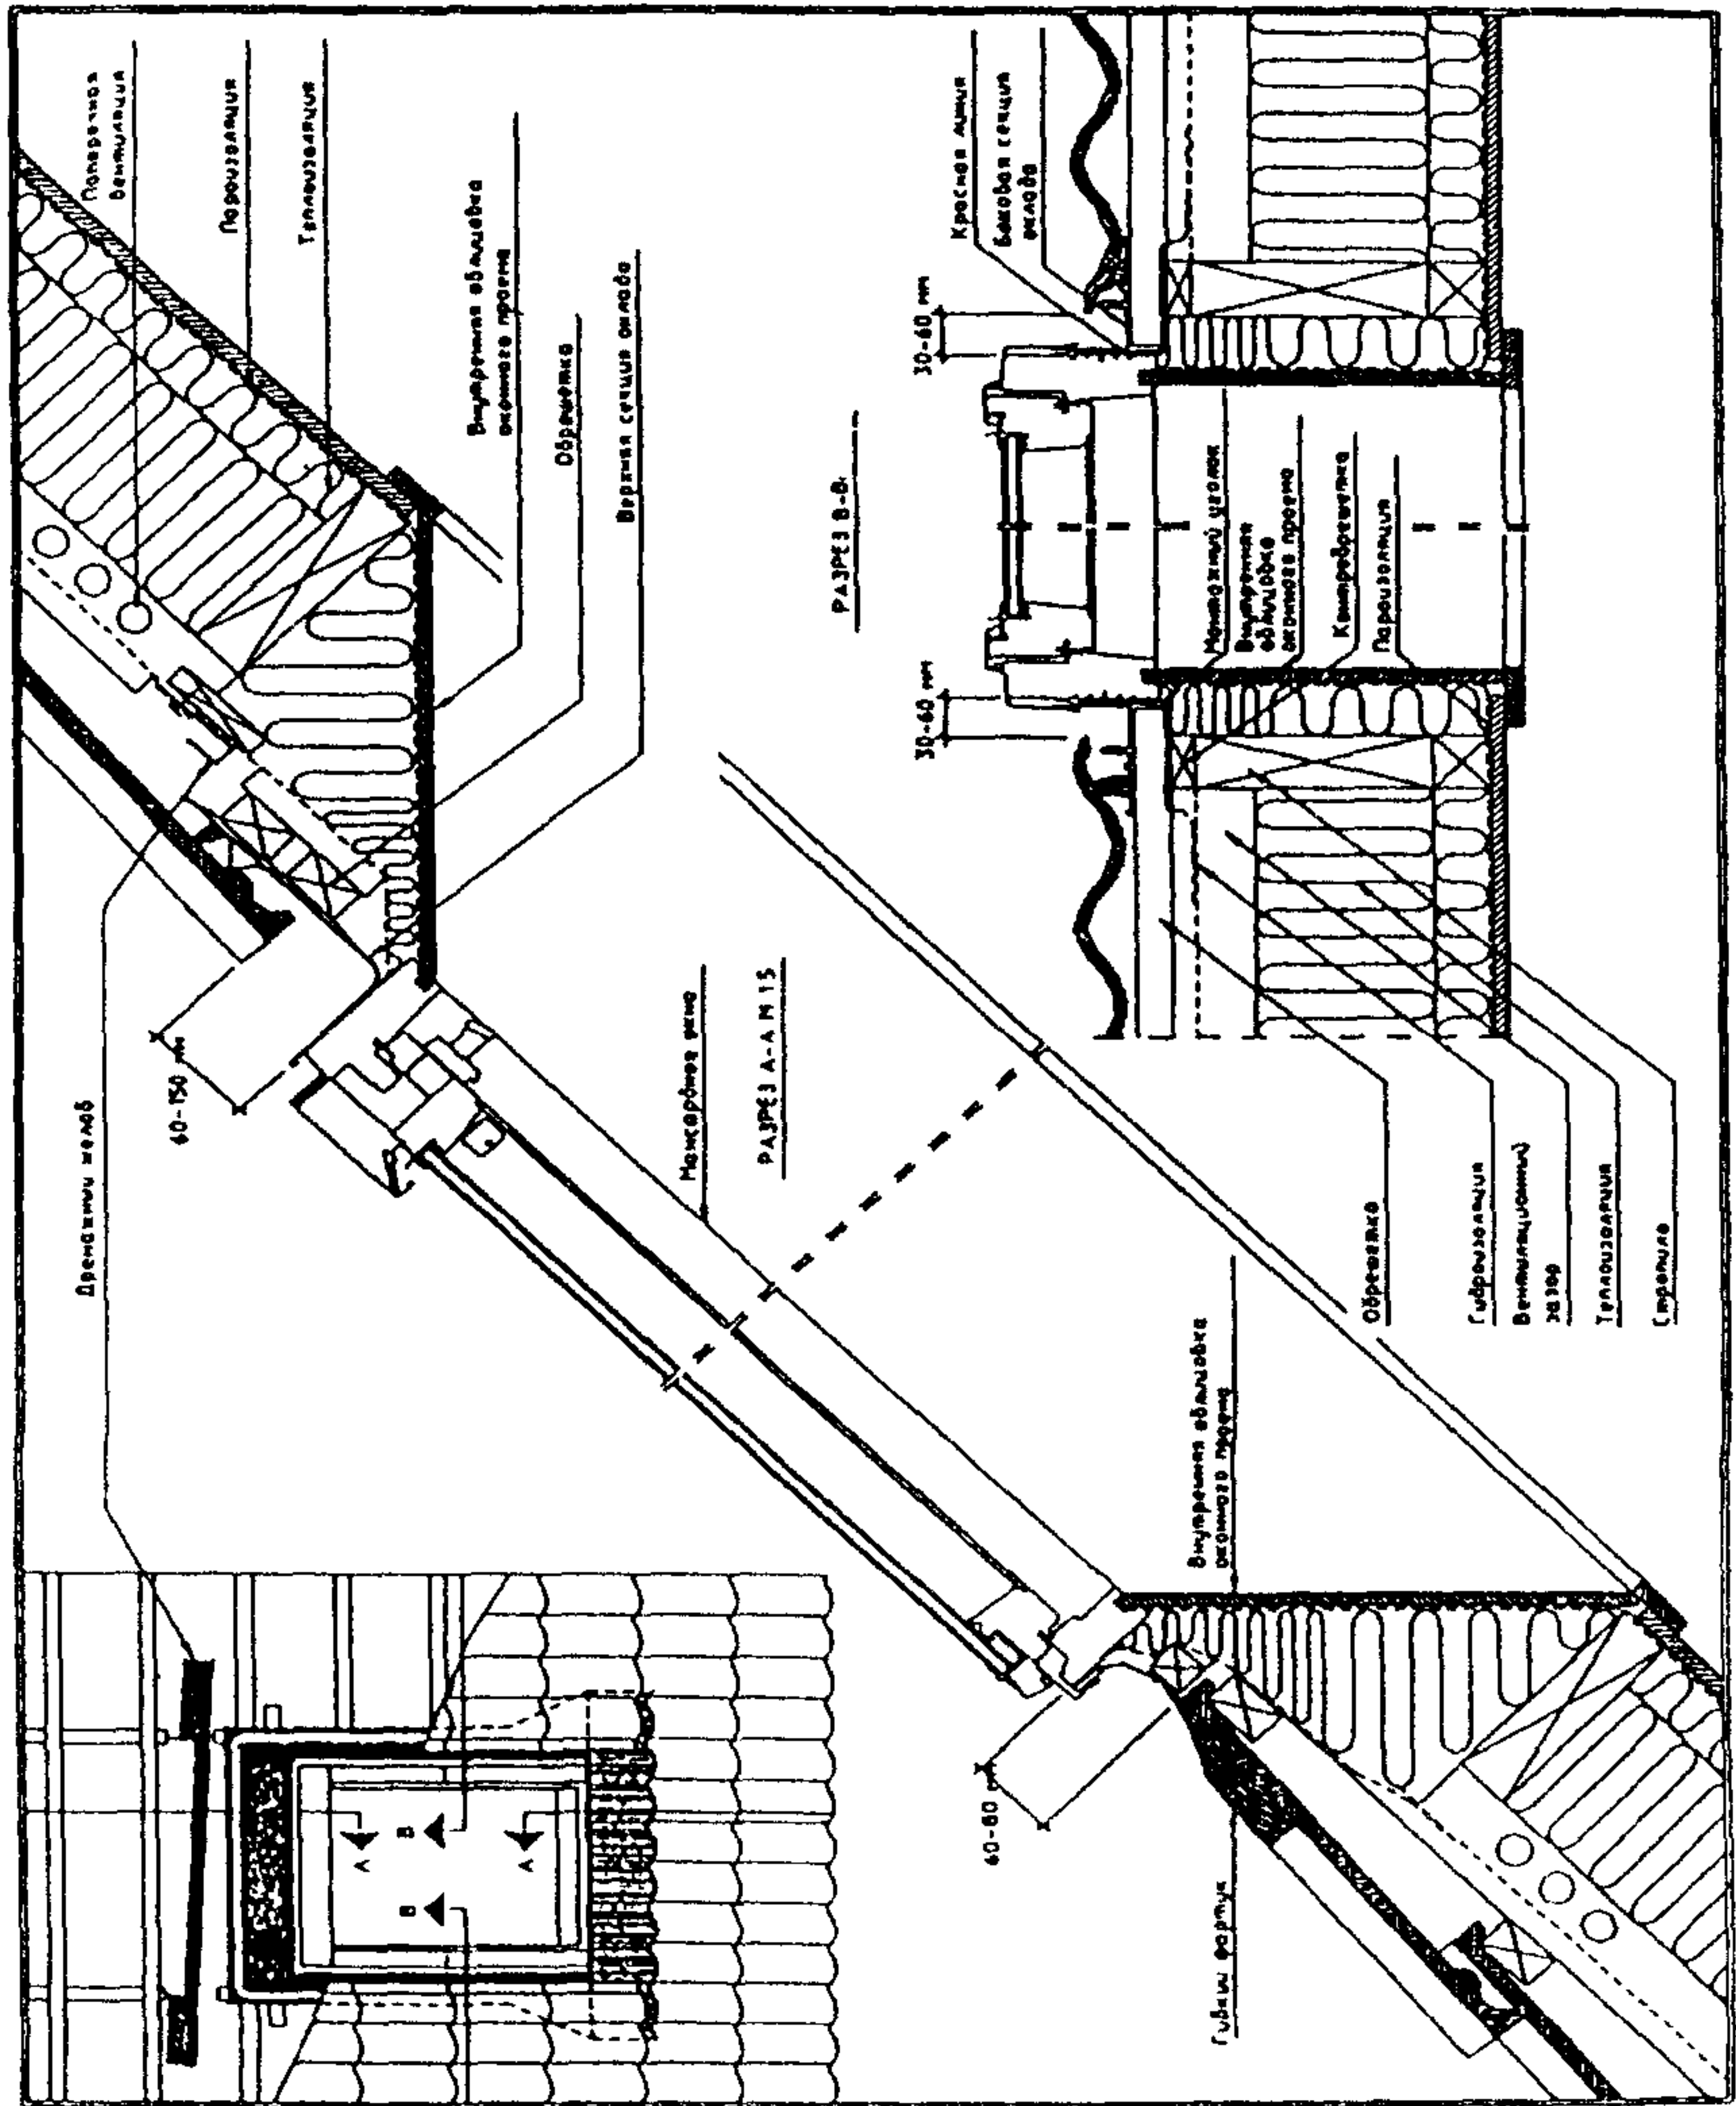 Поперечная
вентиляция
Пароизоляция
Теплоизоляция
Внутренняя облицовка
оконного проема
Обрешетка
Верхняя секция оклада
Дренажный желоб
60-150 мм
Мансардное окно
РАЗРЕЗ А-А М 1:5
А
В
В
А
60-80 мм
Гибкий фартук
Внутренняя облицовка
оконного проема
Красная линия
Боковая секция
оклада
30-60 мм
РАЗРЕЗ В-В
30-60 мм
Монтажный уголок
Внутренняя
облицовка
оконного проема
Контробрешетка
Пароизоляция
Обрешетка
Гидроизоляция
Вентиляционный
зазор
Теплоизоляция
Стропило